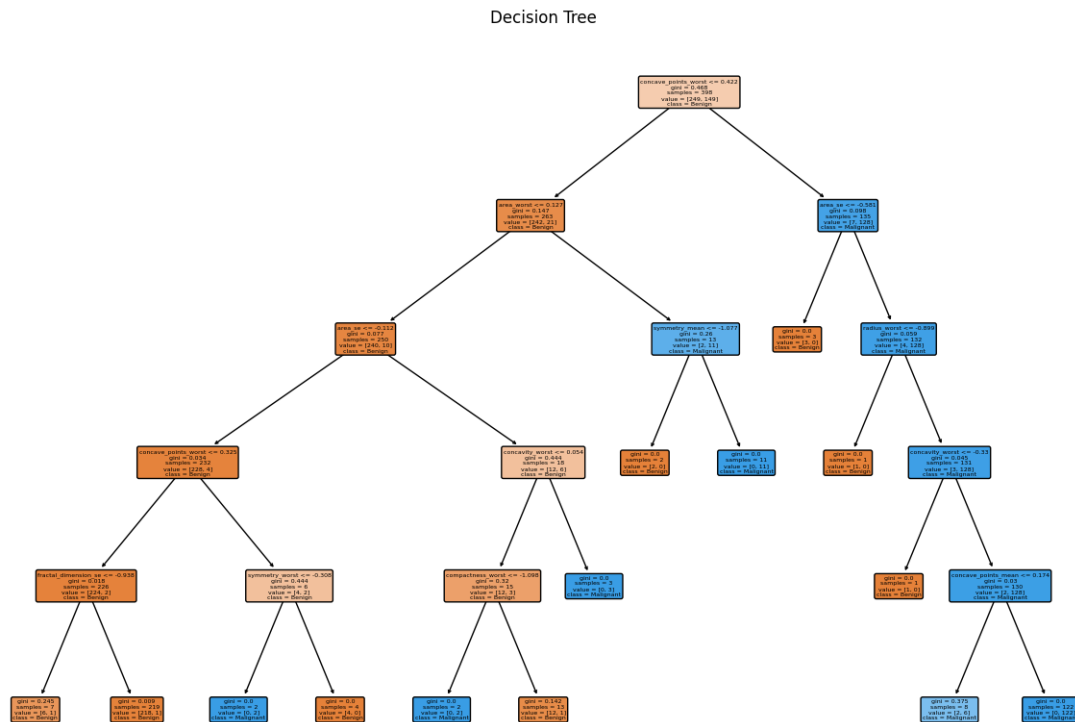 Decision Tree
concave_points_worst <= 0.422
gini = 0.468
samples = 398
value = [249, 149]
class = Benign
area_worst <= 0.127
gini = 0.147
samples = 263
value = [242, 21]
class = Benign
area_se <= -0.581
gini = 0.098
samples = 135
value = [7, 128]
class = Malignant
area_se <= -0.112
gini = 0.077
samples = 250
value = [240, 10]
class = Benign
symmetry_mean <= -1.077
gini = 0.26
samples = 13
value = [2, 11]
class = Malignant
gini = 0.0
samples = 3
value = [3, 0]
class = Benign
radius_worst <= -0.899
gini = 0.059
samples = 132
value = [4, 128]
class = Malignant
concave_points_worst <= 0.325
gini = 0.034
samples = 232
value = [228, 4]
class = Benign
concavity_worst <= 0.054
gini = 0.444
samples = 18
value = [12, 6]
class = Benign
gini = 0.0
samples = 2
value = [2, 0]
class = Benign
gini = 0.0
samples = 11
value = [0, 11]
class = Malignant
gini = 0.0
samples = 1
value = [1, 0]
class = Benign
concavity_worst <= -0.33
gini = 0.045
samples = 131
value = [3, 128]
class = Malignant
fractal_dimension_se <= -0.938
gini = 0.018
samples = 226
value = [224, 2]
class = Benign
symmetry_worst <= -0.308
gini = 0.444
samples = 6
value = [4, 2]
class = Benign
compactness_worst <= -1.098
gini = 0.32
samples = 15
value = [12, 3]
class = Benign
gini = 0.0
samples = 3
value = [0, 3]
class = Malignant
gini = 0.0
samples = 1
value = [1, 0]
class = Benign
concave_points_mean <= 0.174
gini = 0.03
samples = 130
value = [2, 128]
class = Malignant
gini = 0.245
samples = 7
value = [6, 1]
class = Benign
gini = 0.009
samples = 219
value = [218, 1]
class = Benign
gini = 0.0
samples = 2
value = [0, 2]
class = Malignant
gini = 0.0
samples = 4
value = [4, 0]
class = Benign
gini = 0.0
samples = 2
value = [0, 2]
class = Malignant
gini = 0.142
samples = 13
value = [12, 1]
class = Benign
gini = 0.375
samples = 8
value = [2, 6]
class = Malignant
gini = 0.0
samples = 122
value = [0, 122]
class = Malignant